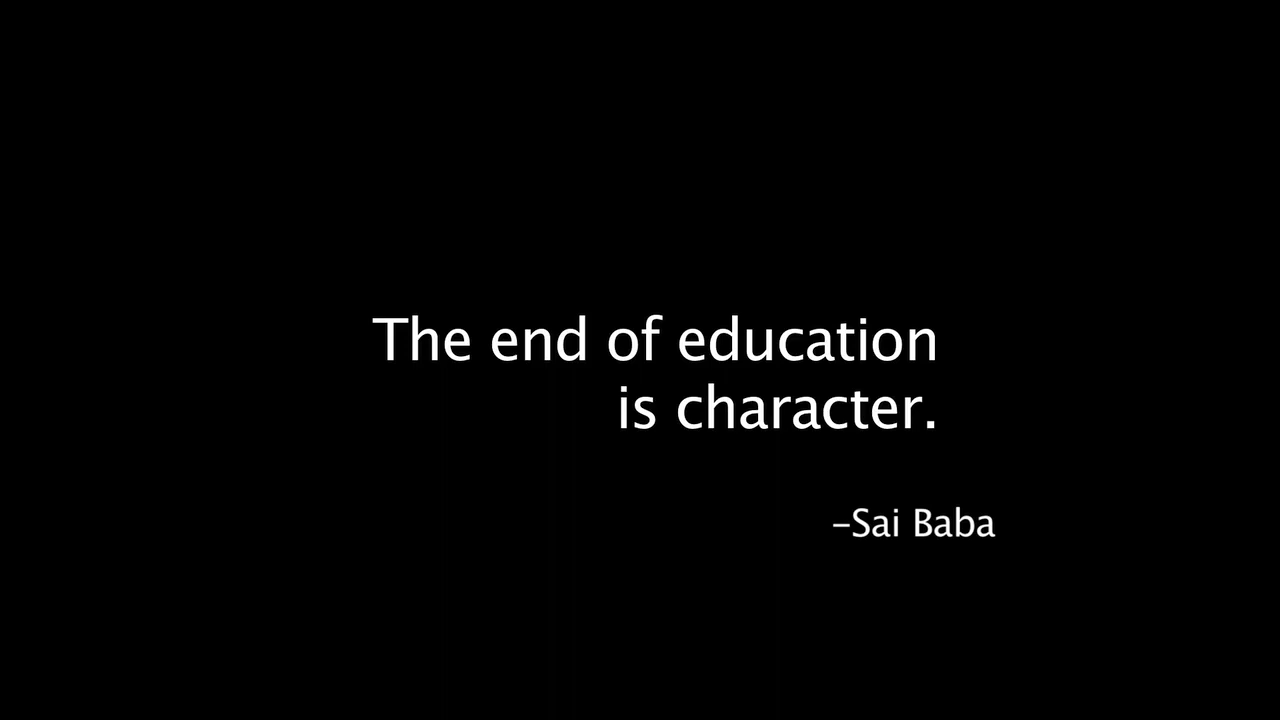 The end of education
is character.
–Sai Baba